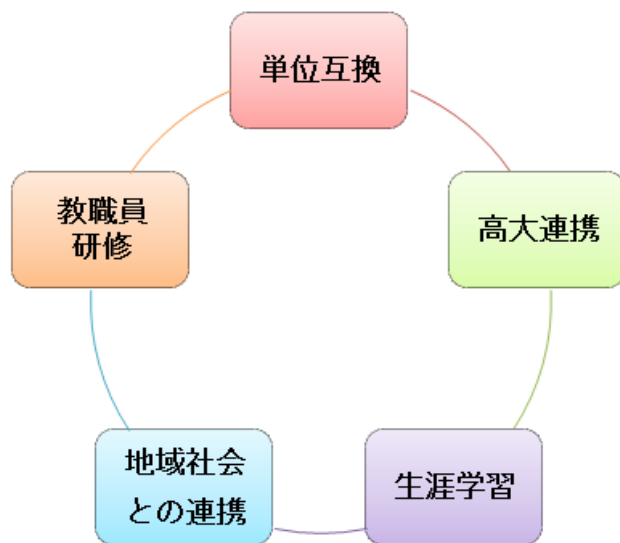 単位互換
高大連携
生涯学習
地域社会
との連携
教職員
研修